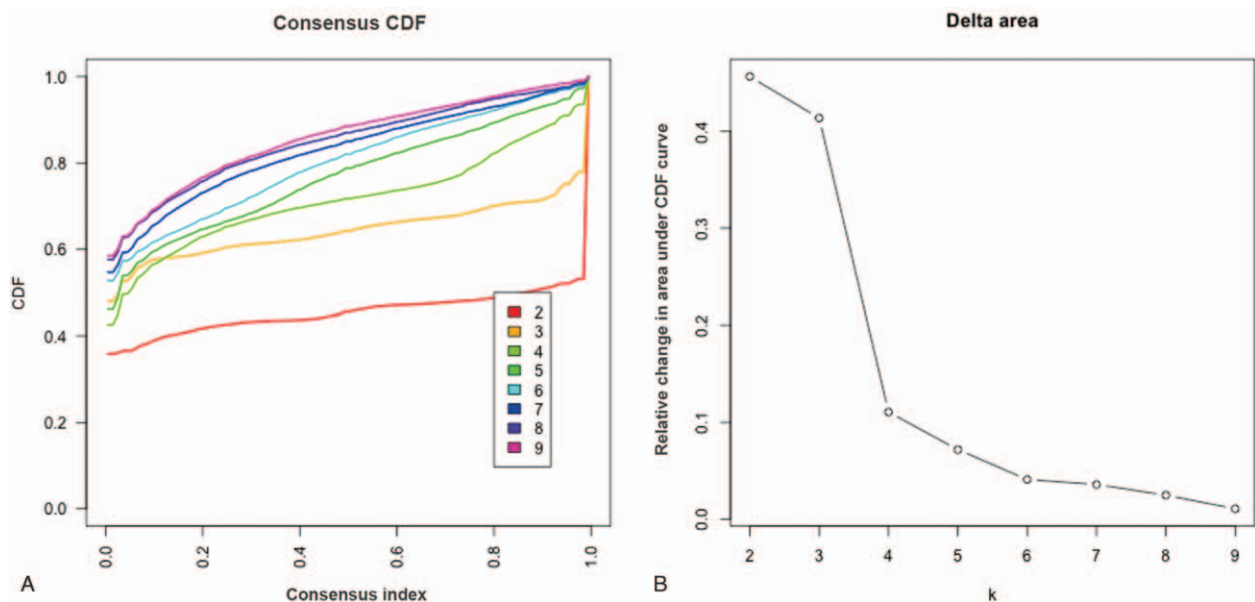 Consensus CDF
CDF
1.0
0.8
0.6
0.4
0.2
0.0
0.0
0.2
0.4
0.6
0.8
1.0
2
3
4
5
6
7
8
9
Consensus index
A
Delta area
Relative change in area under CDF curve
0.4
0.3
0.2
0.1
0.0
2 3 4 5 6 7 8 9
k
B